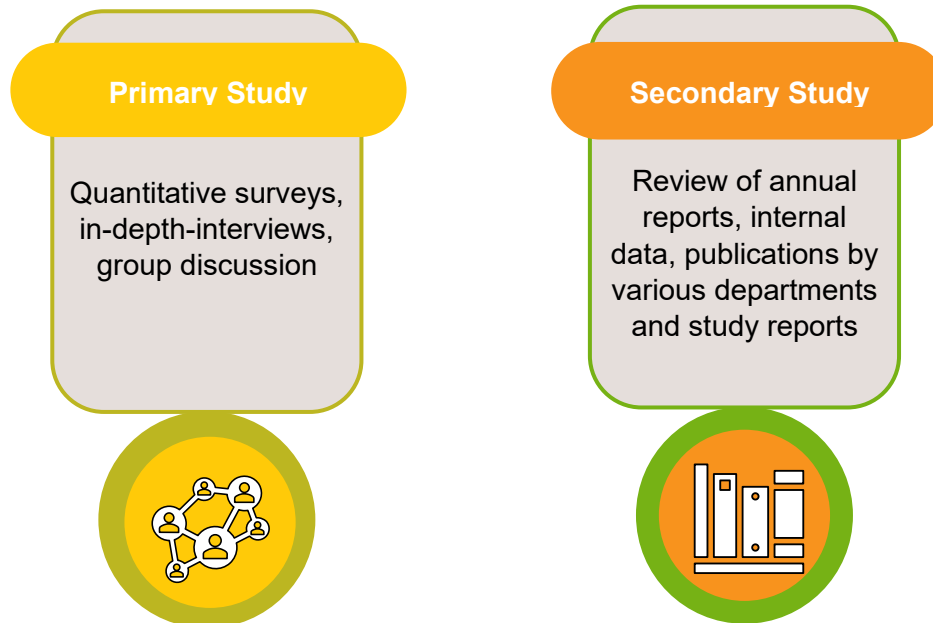 Primary Study
Quantitative surveys,
in-depth-interviews,
group discussion
Secondary Study
Review of annual
reports, internal
data, publications by
various departments
and study reports